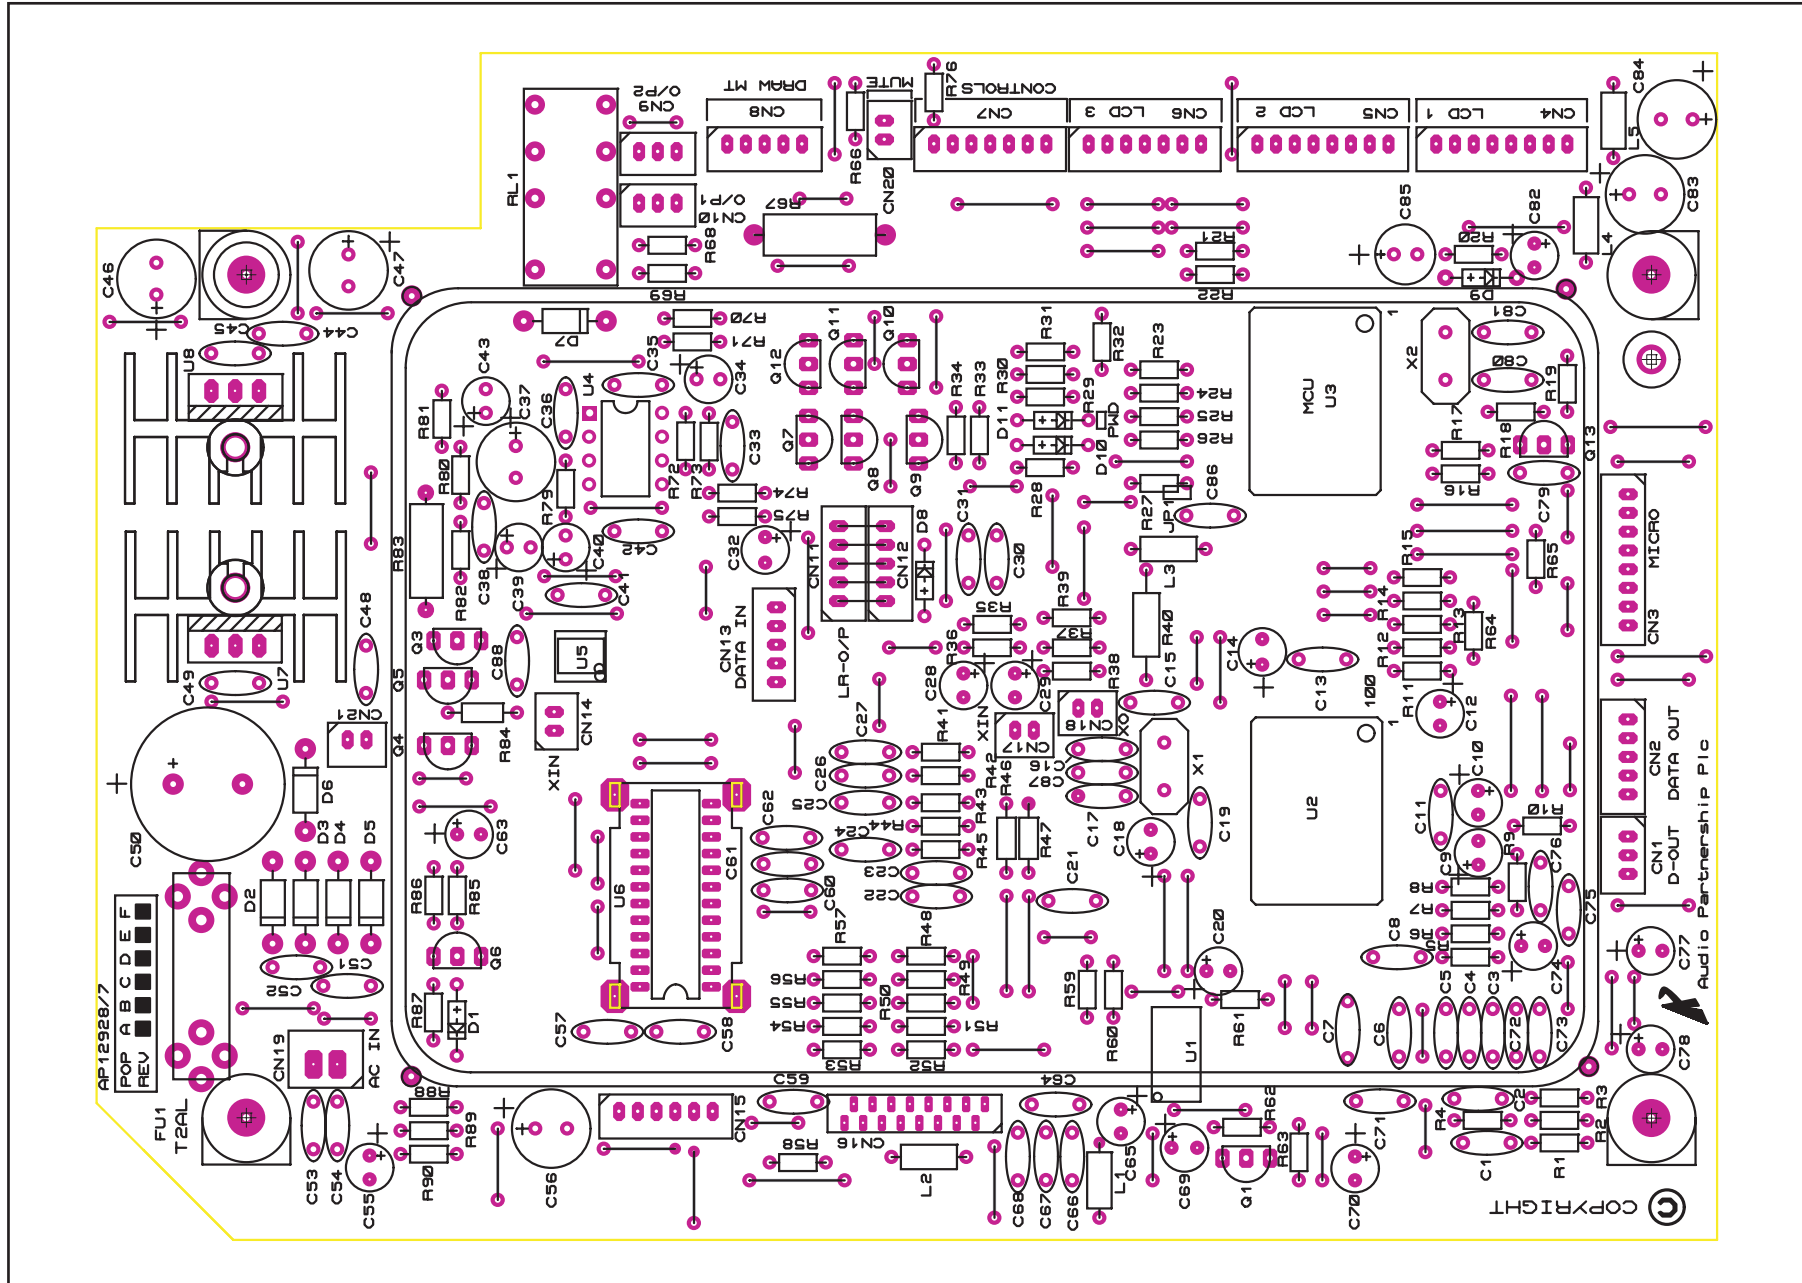 DRAW MT
MUTE
R76
CONTROLS
C84
O/P2
CN9
CN8
CN7
LCD 3
CN6
LCD 2
CN5
LCD 1
CN4
L5
R66
CN20
RL1
O/P1
CN10
R67
R68
R69
C85
R21
R22
R20
C82
D9
L4
C83
C46
C47
C45
C44
U8
D7
R70
R71
C35
C34
Q12
Q11
Q10
R31
R32
R23
R30
R34
R33
R29
D11
PWD
R24
R25
R26
MCU
U3
1
X2
C81
C80
R19
R17
R18
Q13
R16
C79
C43
C37
C36
U4
R81
R80
R79
C33
R72
R73
R74
R75
Q7
Q8
Q9
D10
R28
R27
JP1
C86
L3
R83
C38
C39
C40
C42
C41
R82
C32
CN11
CN12
D8
C31
C30
R15
R65
MICRO
CN3
C48
Q3
C88
U5
CN13
DATA IN
LR-O/P
R35
R36
R39
R37
R38
R40
C15
C14
C13
100
R14
R13
R12
R11
R64
C12
C49
U7
Q5
Q4
CN21
R84
CN14
XIN
C28
C29
XIN
CN18
XO
CN17
C27
R41
R42
R46
C16
C87
X1
C26
C25
C24
R43
R44
R45
R47
C17
C18
C19
U2
1
C10
C11
C9
R10
R9
C76
CN2
DATA OUT
CN1
D-OUT
Audio Partnership Plc
C50
D6
D3
D4
D5
D2
C63
C62
C61
C60
U6
R86
R85
Q6
C23
C22
C21
R8
R7
R6
R5
C75
C74
R57
R48
R56
R55
R54
R53
R50
R49
R51
R52
C20
R59
R60
R61
U1
C8
C7
C6
C5
C4
C3
C72
C73
C77
C78
AP12928/7
POP A B C D E F
REV
C51
C52
R87
D1
C57
C58
CN19
AC IN
FU1
T2AL
C53
C54
C55
R88
R89
R90
C56
CN15
C59
R58
CN16
L2
C64
C68
C67
C66
L1
C65
C69
Q1
R62
R63
C70
C71
R4
C2
C1
R3
R2
R1
COPYRIGHT
©